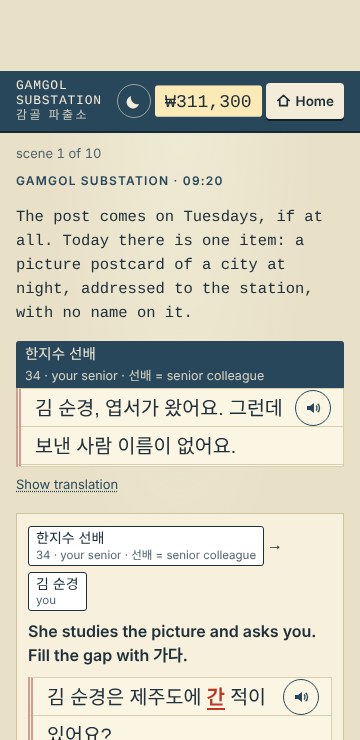 GAMGOL
SUBSTATION
감골 파출소
₩311,300
Home
scene 1 of 10
GAMGOL SUBSTATION · 09:20
The post comes on Tuesdays, if at
all. Today there is one item: a
picture postcard of a city at
night, addressed to the station,
with no name on it.
한지수 선배
34 · your senior · 선배 = senior colleague
김 순경, 엽서가 왔어요. 그런데
보낸 사람 이름이 없어요.
Show translation
한지수 선배
34 · your senior · 선배 = senior colleague
→
김 순경
you
She studies the picture and asks you.
Fill the gap with 가다.
김 순경은 제주도에 간 적이
있어요?